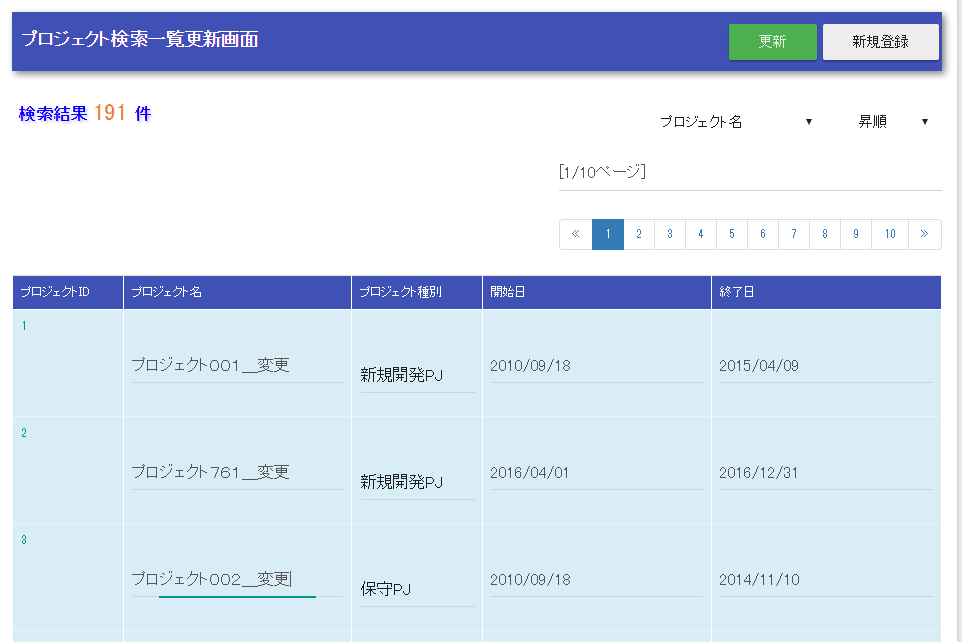 プロジェクト検索一覧更新画面
更新 新規登録
検索結果 191 件
プロジェクト名 ▼ 昇順 ▼
[1/10ページ]
« 1 2 3 4 5 6 7 8 9 10 »
プロジェクトID プロジェクト名 プロジェクト種別 開始日 終了日
1
プロジェクト００１＿変更 新規開発PJ 2010/09/18 2015/04/09
2
プロジェクト７６１＿変更 新規開発PJ 2016/04/01 2016/12/31
3
プロジェクト００２＿変更 保守PJ 2010/09/18 2014/11/10